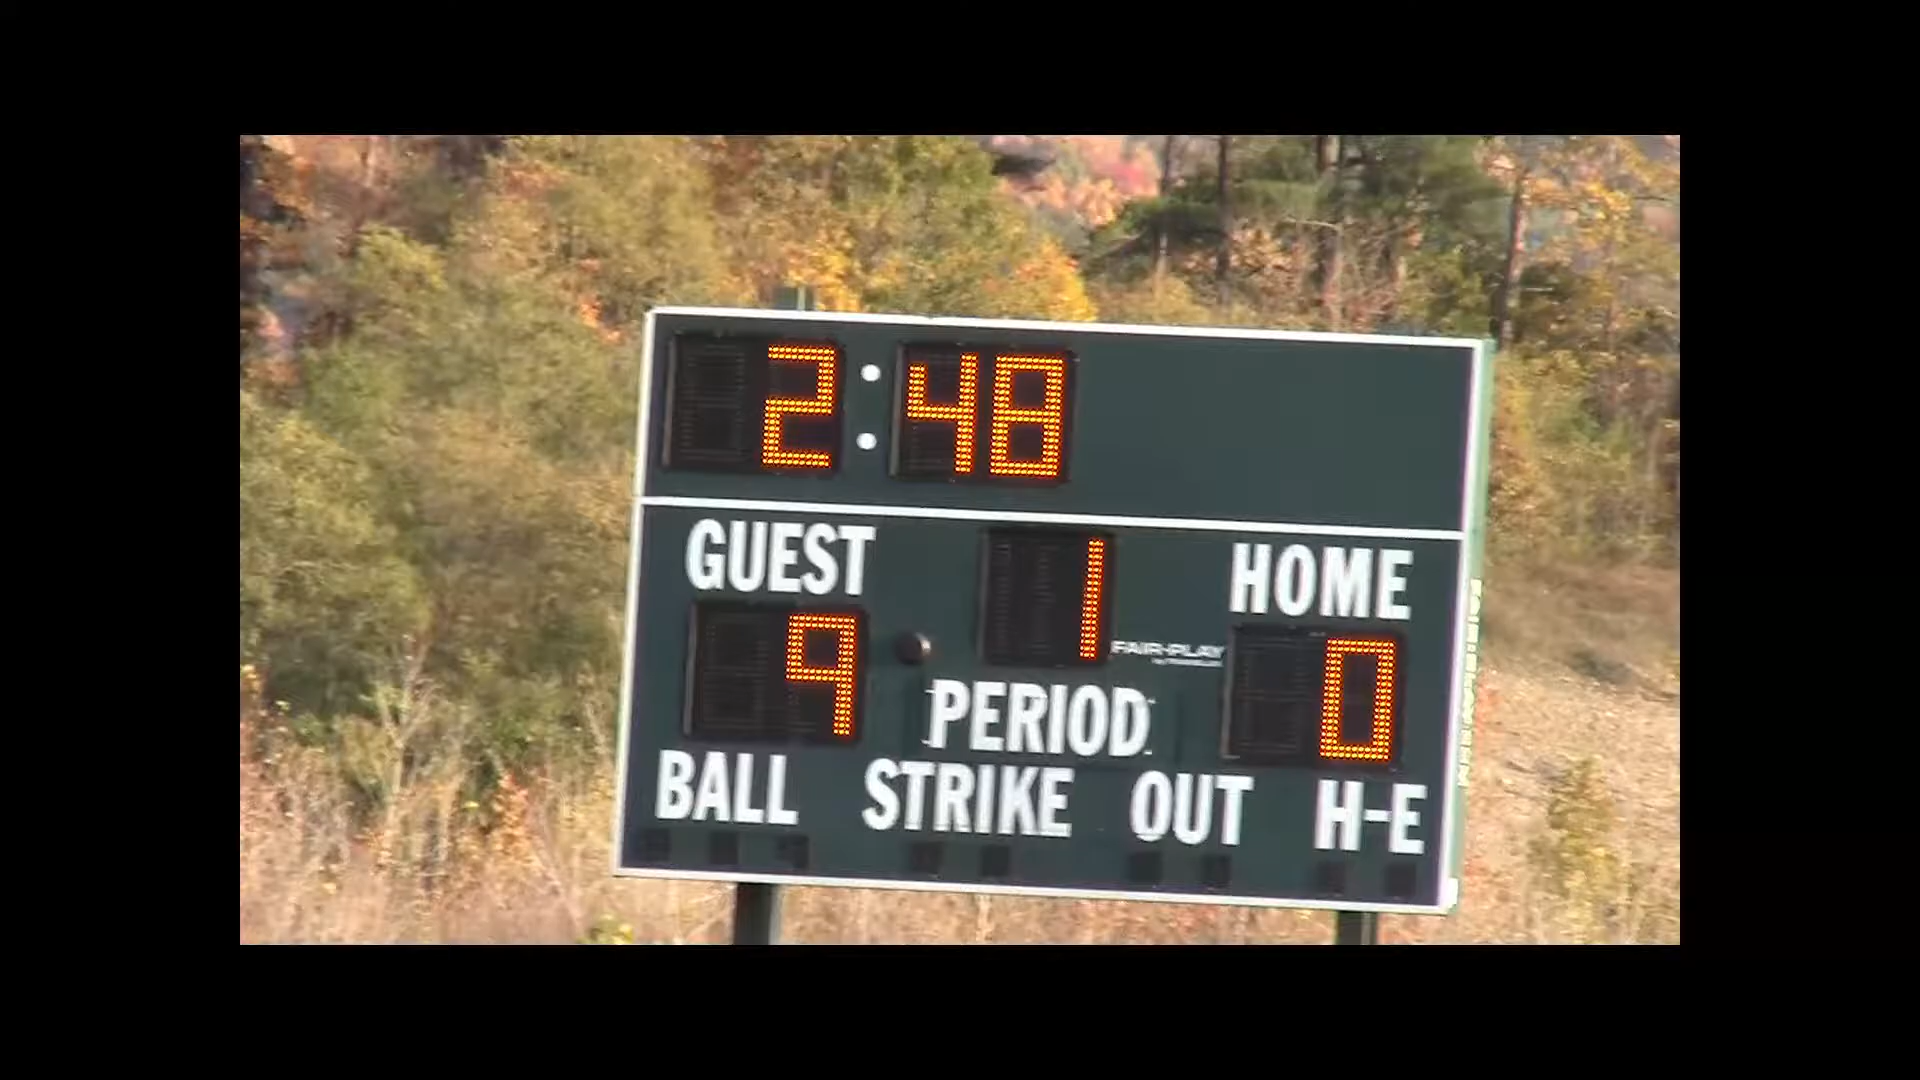 2:48
GUEST 1 HOME
9 FAIR-PLAY 0
PERIOD
BALL STRIKE OUT H-E